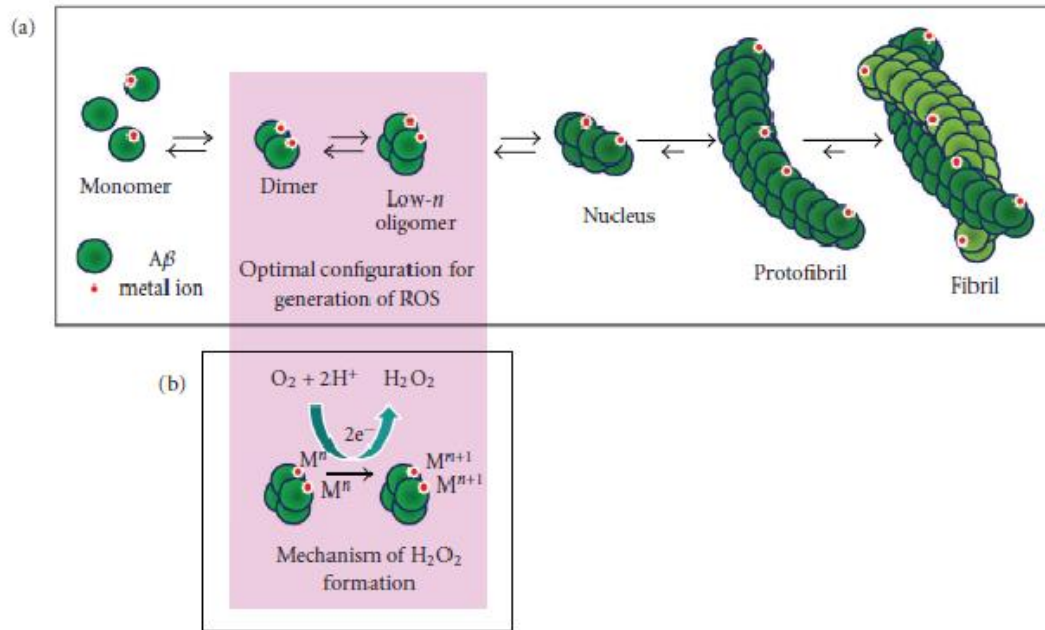 (a)
Monomer
Dimer
Low-n
oligomer
Nucleus
Protofibril
Fibril
Aβ
metal ion
Optimal configuration for
generation of ROS
(b)
O₂ + 2H⁺ H₂O₂
2e⁻
Mⁿ Mⁿ⁺¹
Mⁿ Mⁿ⁺¹
Mechanism of H₂O₂
formation